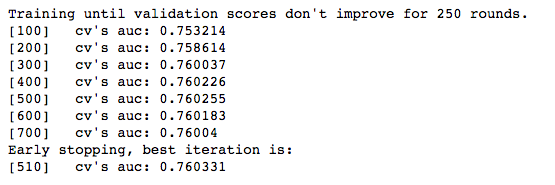 Training until validation scores don't improve for 250 rounds.
[100]	cv's auc: 0.753214
[200]	cv's auc: 0.758614
[300]	cv's auc: 0.760037
[400]	cv's auc: 0.760226
[500]	cv's auc: 0.760255
[600]	cv's auc: 0.760183
[700]	cv's auc: 0.76004
Early stopping, best iteration is:
[510]	cv's auc: 0.760331